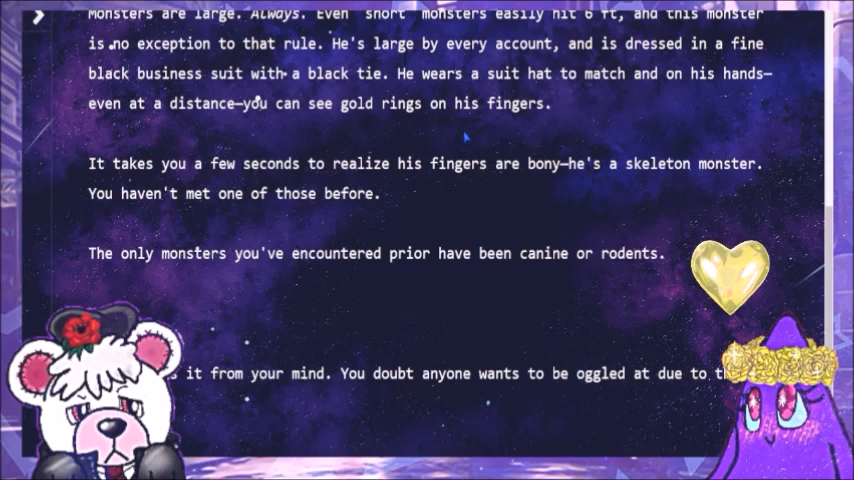 Monsters are large. Always. Even "short" monsters easily hit 6 ft, and this monster
is no exception to that rule. He's large by every account, and is dressed in a fine
black business suit with a black tie. He wears a suit hat to match and on his hands—
even at a distance—you can see gold rings on his fingers.
It takes you a few seconds to realize his fingers are bony—he's a skeleton monster.
You haven't met one of those before.
The only monsters you've encountered prior have been canine or rodents.
it from your mind. You doubt anyone wants to be oggled at due to